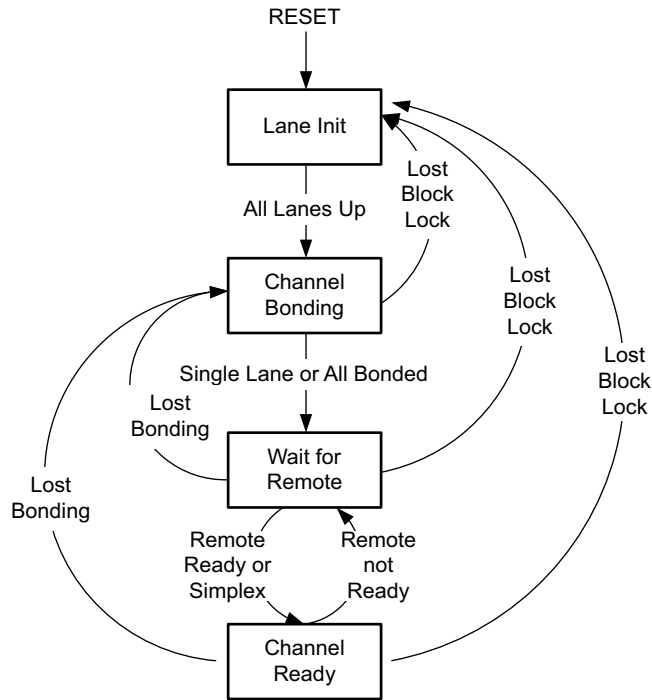 RESET
Lane Init
Lost
Block
Lock
All Lanes Up
Channel
Bonding
Lost
Block
Lock
Lost
Block
Lock
Single Lane or All Bonded
Lost
Bonding
Wait for
Remote
Lost
Bonding
Remote
Ready or
Simplex
Remote
not
Ready
Channel
Ready